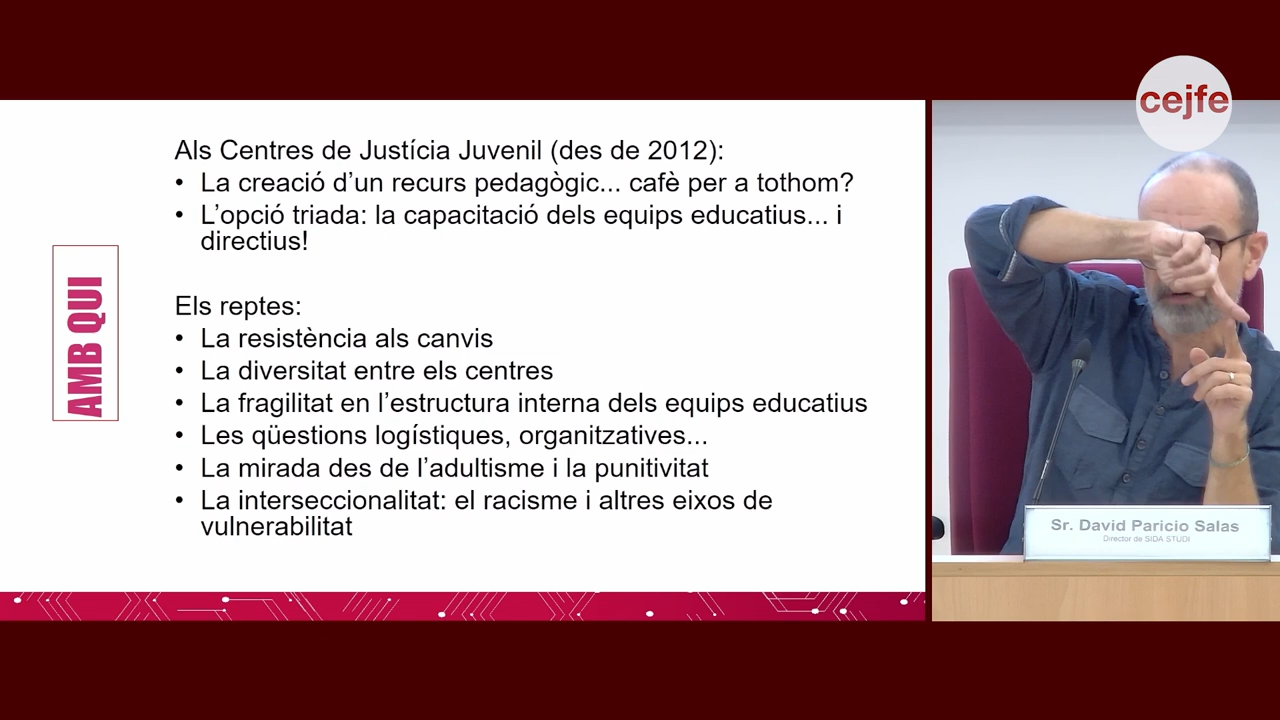 cejfe
Als Centres de Justícia Juvenil (des de 2012):
• La creació d’un recurs pedagògic... cafè per a tothom?
• L’opció triada: la capacitació dels equips educatius... i
directius!
AMB QUI
Els reptes:
• La resistència als canvis
• La diversitat entre els centres
• La fragilitat en l’estructura interna dels equips educatius
• Les qüestions logístiques, organitzatives...
• La mirada des de l’adultisme i la punitivitat
• La interseccionalitat: el racisme i altres eixos de
vulnerabilitat
Sr. David Paricio Salas
Director de SIDA STUDI